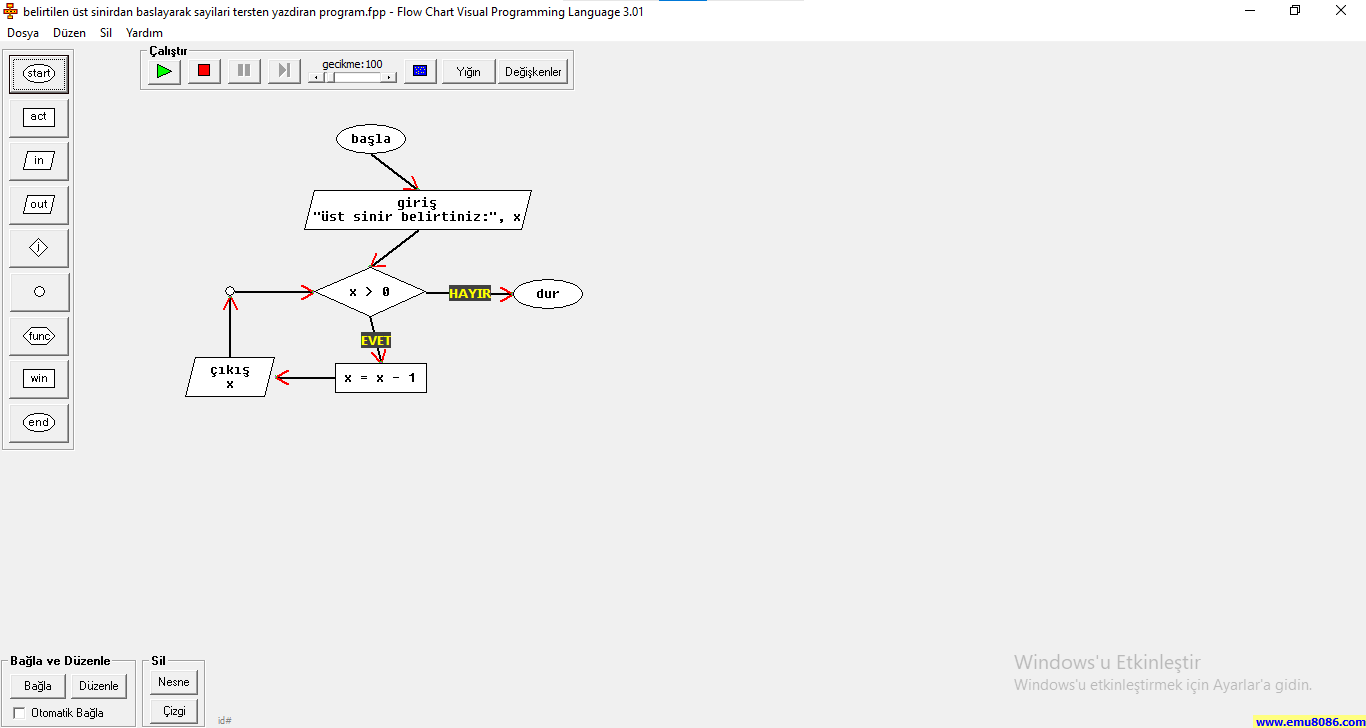 belirtilen üst sinirdan baslayarak sayilari tersten yazdiran program.fpp - Flow Chart Visual Programming Language 3.01
Dosya Düzen Sil Yardım
Çalıştır
gecikme:100
Yığın
Değişkenler
start
act
in
out
j
func
win
end
başla
giriş
"üst sinir belirtiniz:", x
x > 0
HAYIR
dur
EVET
x = x - 1
çıkış
x
Bağla ve Düzenle
Bağla
Düzenle
Otomatik Bağla
Sil
Nesne
Çizgi
id#
Windows'u Etkinleştir
Windows'u etkinleştirmek için Ayarlar'a gidin.
www.emu8086.com